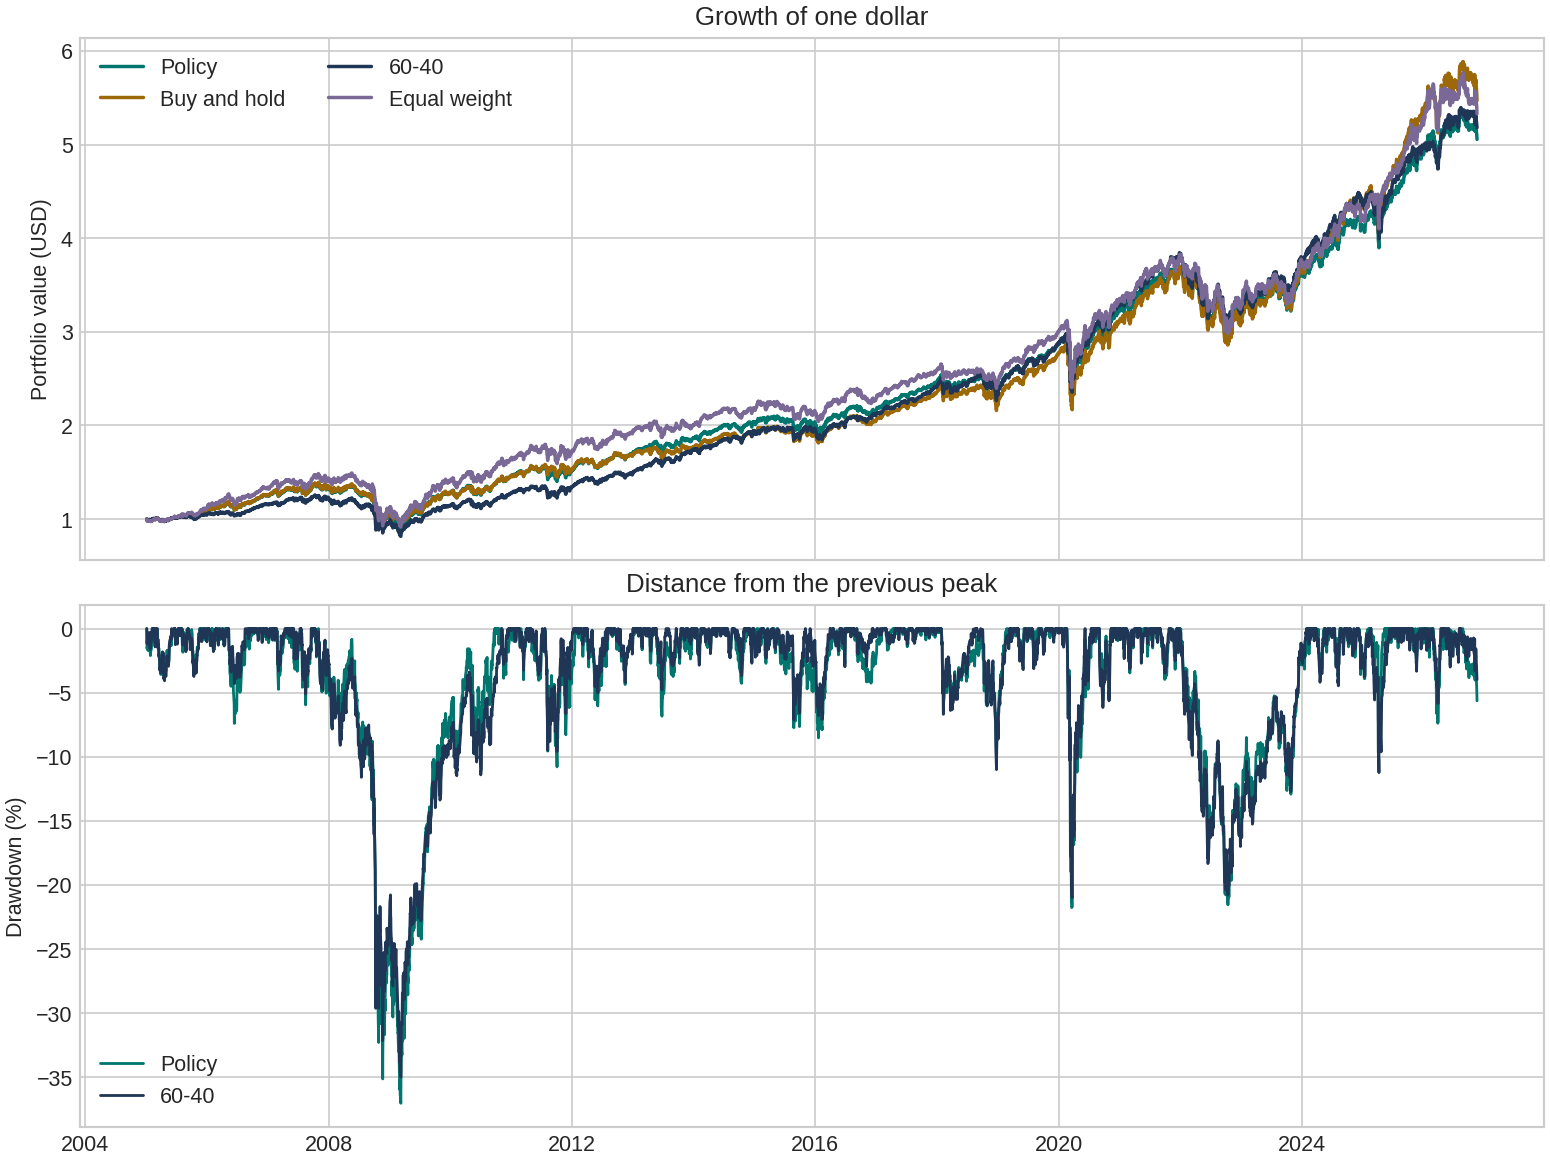 Growth of one dollar
Policy
Buy and hold
60-40
Equal weight
Portfolio value (USD)
6
5
4
3
2
1
Distance from the previous peak
Drawdown (%)
0
−5
−10
−15
−20
−25
−30
−35
Policy
60-40
2004
2008
2012
2016
2020
2024